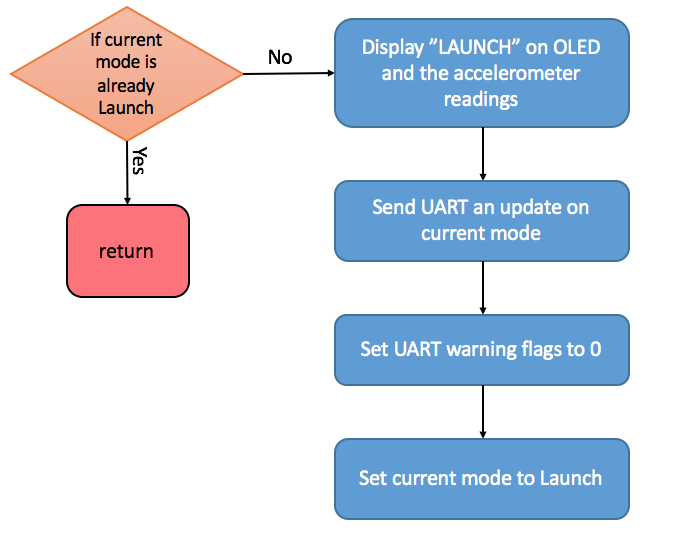 If current
mode is
already
Launch
No
Display ”LAUNCH” on OLED
and the accelerometer
readings
Yes
return
Send UART an update on
current mode
Set UART warning flags to 0
Set current mode to Launch